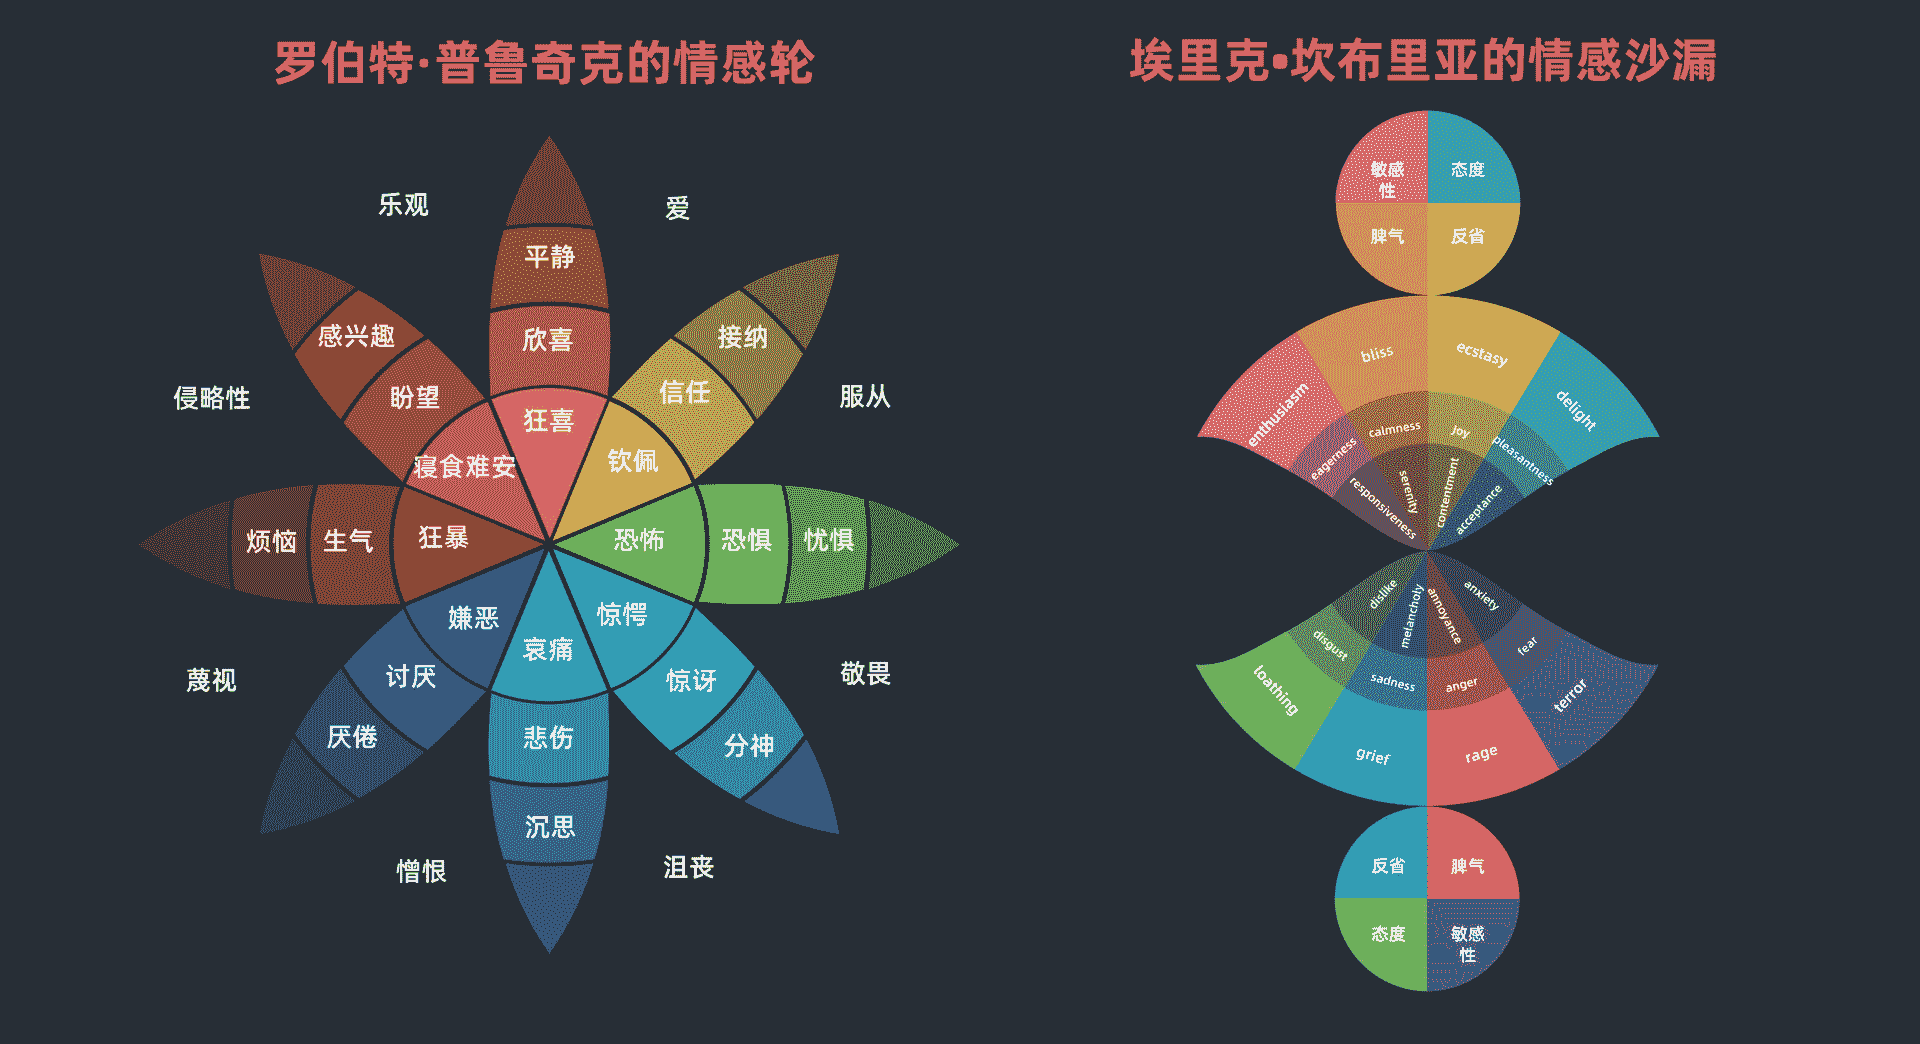 罗伯特·普鲁奇克的情感轮
乐观
爱
平静
感兴趣
接纳
欣喜
盼望
信任
侵略性
服从
狂喜
寝食难安
钦佩
烦恼
生气
狂暴
恐怖
恐惧
忧惧
嫌恶
惊愕
哀痛
讨厌
惊讶
蔑视
敬畏
厌倦
悲伤
分神
沉思
憎恨
沮丧
埃里克•坎布里亚的情感沙漏
敏感
性
态度
脾气
反省
bliss
ecstasy
enthusiasm
delight
eagerness
calmness
joy
pleasantness
responsiveness
serenity
contentment
acceptance
dislike
melancholy
annoyance
anxiety
disgust
sadness
anger
fear
loathing
grief
rage
terror
反省
脾气
态度
敏感
性